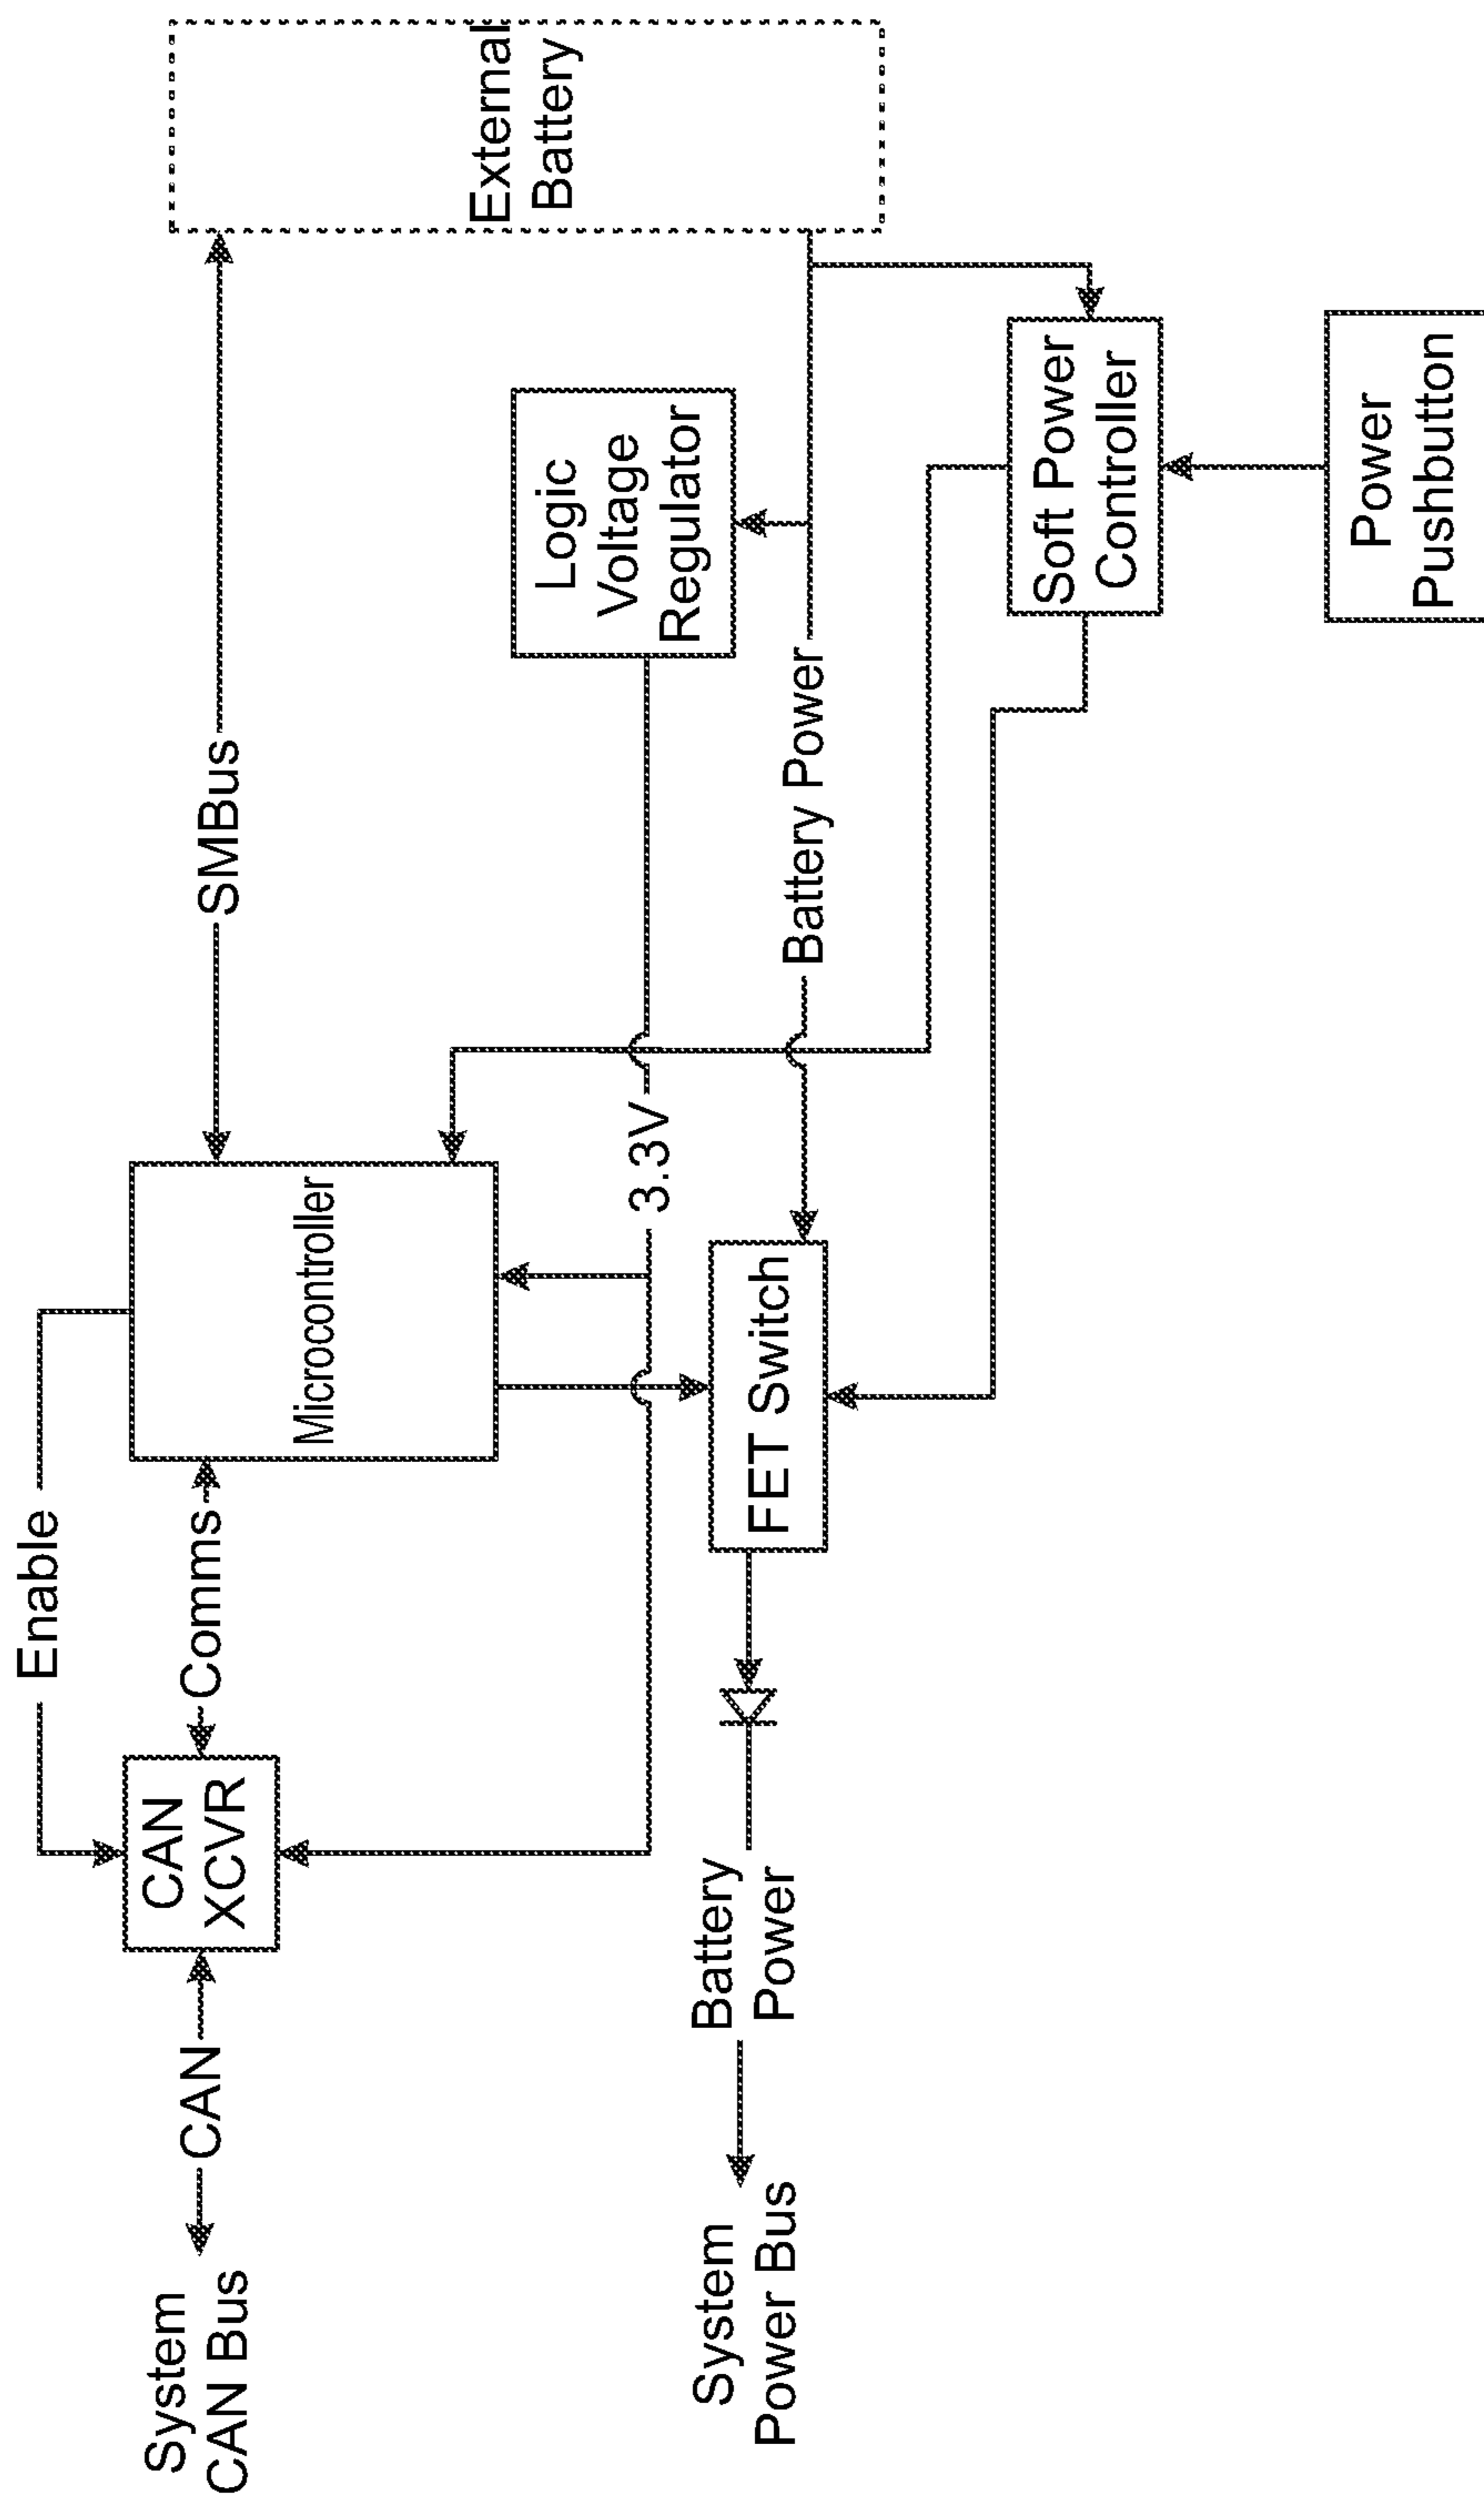 Enable
System
CAN Bus
CAN
CAN
XCVR
Comms
Microcontroller
SMBus
External
Battery
Logic
Voltage
Regulator
3.3V
System
Power Bus
Battery
Power
FET Switch
Battery Power
Soft Power
Controller
Power
Pushbutton